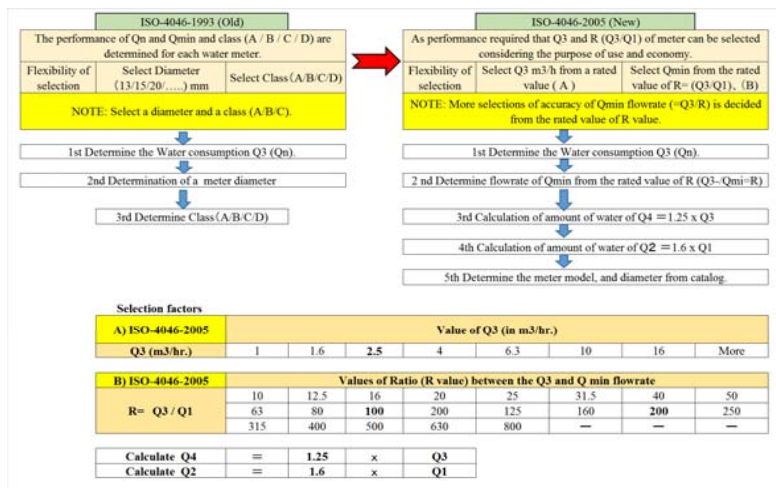 ISO-4046-1993 (Old)
The performance of Qn and Qmin and class (A / B / C / D) are
determined for each water meter.
Flexibility of
selection
Select Diameter
(13/15/20/…..) mm
Select Class(A/B/C/D)
NOTE: Select a diameter and a class (A/B/C).
1st Determine the Water consumption Q3 (Qn).
2nd Determination of a meter diameter
3rd Determine Class(A/B/C/D)
ISO-4046-2005 (New)
As performance required that Q3 and R (Q3/Q1) of meter can be selected
considering the purpose of use and economy.
Flexibility of
selection
Select Q3 m3/h from a rated
value ( A )
Select Qmin from the rated
value of R= (Q3/Q1)、(B)
NOTE: More selections of accuracy of Qmin flowrate (=Q3/R) is decided
from the rated value of R value.
1st Determine the Water consumption Q3 (Qn).
2 nd Determine flowrate of Qmin from the rated value of R (Q3~/Qmi=R)
3rd Calculation of amount of water of Q4 =1.25 x Q3
4th Calculation of amount of water of Q2 =1.6 x Q1
5th Determine the meter model, and diameter from catalog.
Selection factors
A) ISO-4046-2005 Value of Q3 (in m3/hr.)
Q3 (m3/hr.) 1 1.6 2.5 4 6.3 10 16 More
B) ISO-4046-2005 Values of Ratio (R value) between the Q3 and Q min flowrate
R= Q3 / Q1
10 12.5 16 20 25 31.5 40 50
63 80 100 200 125 160 200 250
315 400 500 630 800 — — —
Calculate Q4 = 1.25 x Q3
Calculate Q2 = 1.6 x Q1